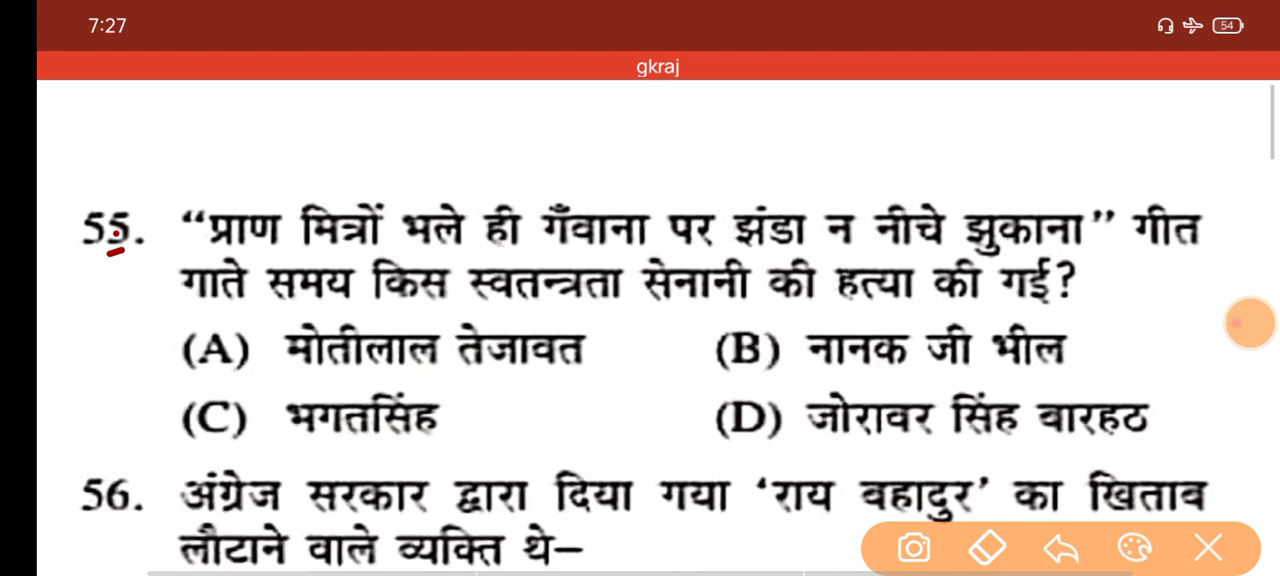 7:27
54
gkraj
55. “प्राण मित्रों भले ही गँवाना पर झंडा न नीचे झुकाना” गीत
गाते समय किस स्वतन्त्रता सेनानी की हत्या की गई?
(A) मोतीलाल तेजावत (B) नानक जी भील
(C) भगतसिंह (D) जोरावर सिंह बारहठ
56. अंग्रेज सरकार द्वारा दिया गया ‘राय बहादुर’ का खिताब
लौटाने वाले व्यक्ति थे–